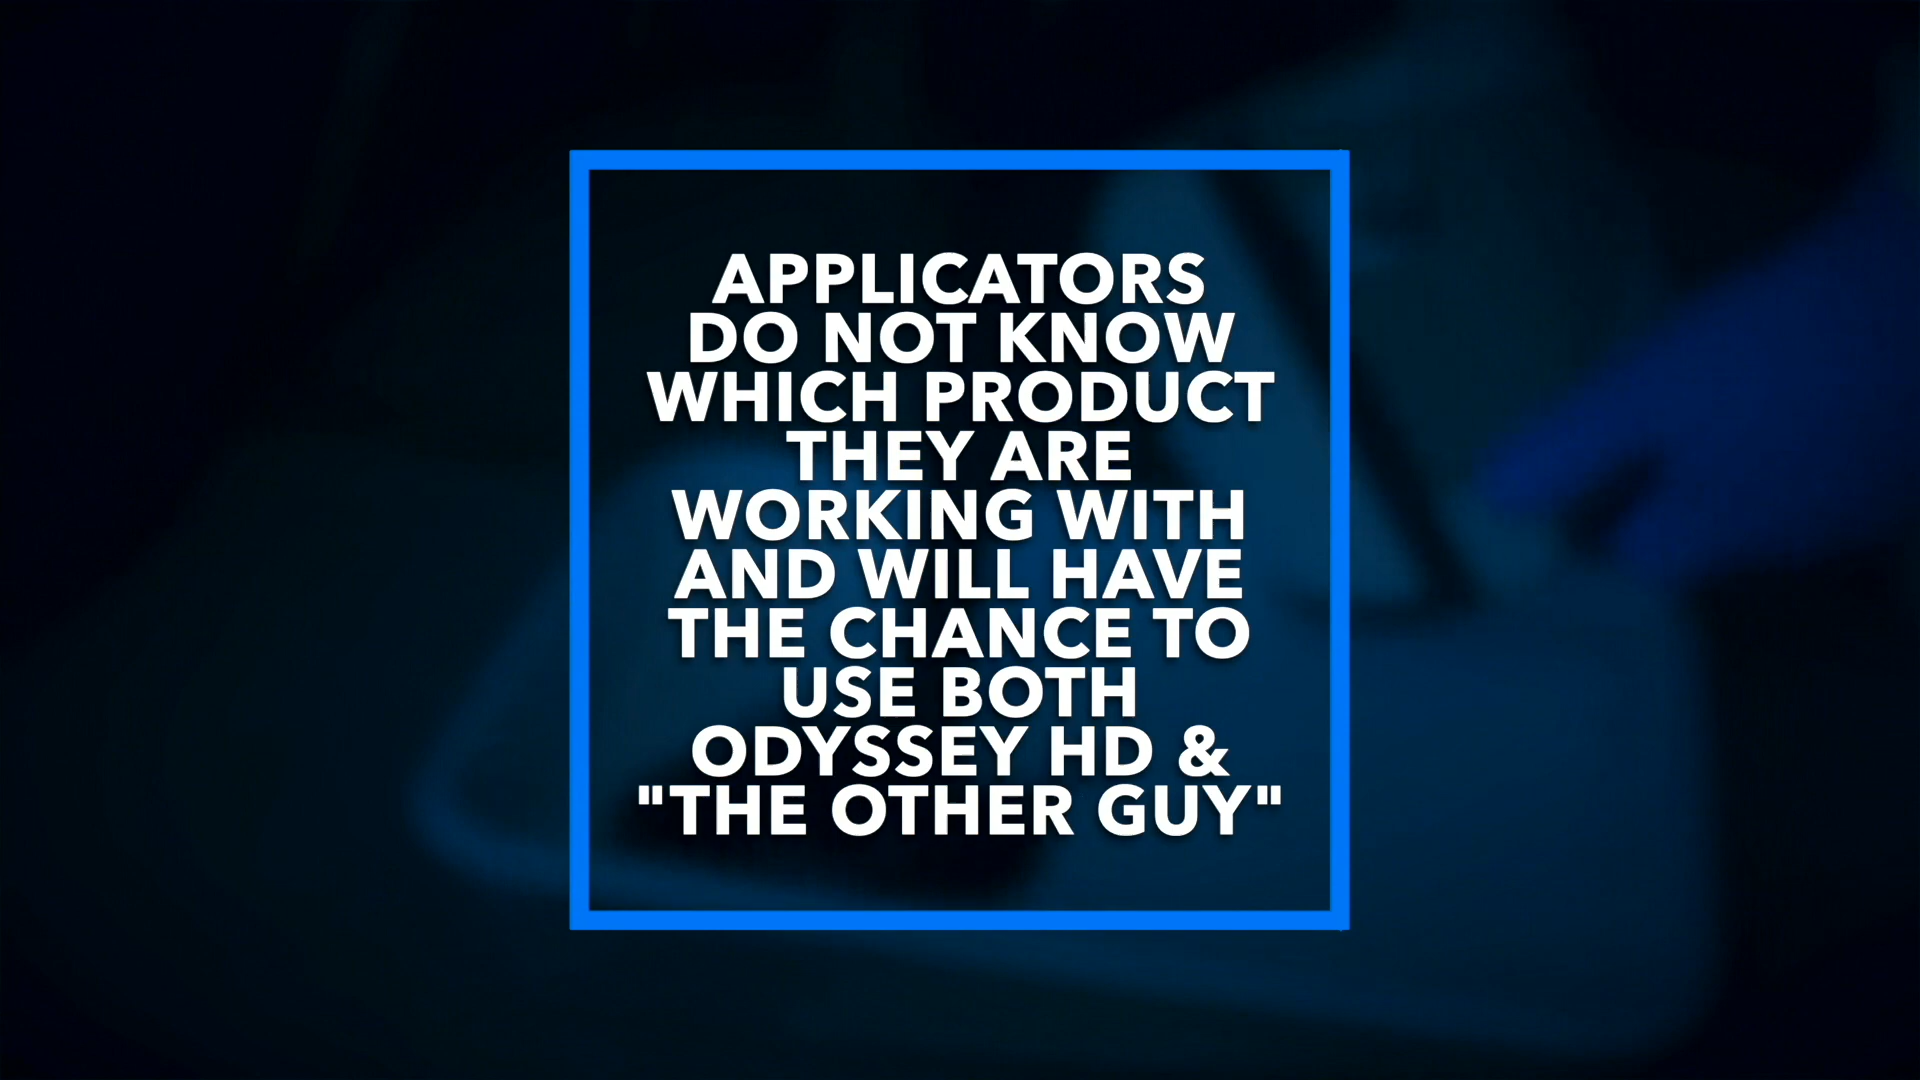 APPLICATORS
DO NOT KNOW
WHICH PRODUCT
THEY ARE
WORKING WITH
AND WILL HAVE
THE CHANCE TO
USE BOTH
ODYSSEY HD &
"THE OTHER GUY"